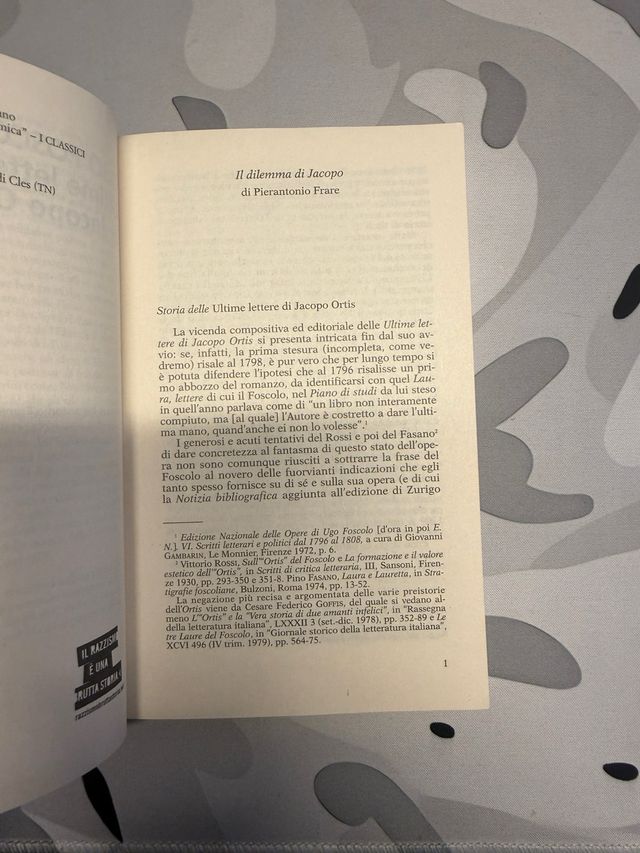 ano
mica” – I CLASSICI
di Cles (TN)
IL RAZZISMO
È UNA
BRUTTA STORIA
razzismobruttastoria.net
Il dilemma di Jacopo
di Pierantonio Frare
Storia delle Ultime lettere di Jacopo Ortis
La vicenda compositiva ed editoriale delle Ultime let-
tere di Jacopo Ortis si presenta intricata fin dal suo av-
vio: se, infatti, la prima stesura (incompleta, come ve-
dremo) risale al 1798, è pur vero che per lungo tempo si
è potuta difendere l’ipotesi che al 1796 risalisse un pri-
mo abbozzo del romanzo, da identificarsi con quel Lau-
ra, lettere di cui il Foscolo, nel Piano di studi da lui steso
in quell’anno parlava come di “un libro non interamente
compiuto, ma [al quale] l’Autore è costretto a dare l’ulti-
ma mano, quand’anche ei non lo volesse”.¹
I generosi e acuti tentativi del Rossi e poi del Fasano²
di dare concretezza al fantasma di questo stato dell’ope-
ra non sono comunque riusciti a sottrarre la frase del
Foscolo al novero delle fuorvianti indicazioni che egli
tanto spesso fornisce su di sé e sulla sua opera (e di cui
la Notizia bibliografica aggiunta all’edizione di Zurigo
¹ Edizione Nazionale delle Opere di Ugo Foscolo [d’ora in poi E.
N.]. VI. Scritti letterari e politici dal 1796 al 1808, a cura di Giovanni
GAMBARIN, Le Monnier, Firenze 1972, p. 6.
² Vittorio ROSSI, Sull’“Ortis” del Foscolo e La formazione e il valore
estetico dell’“Ortis”, in Scritti di critica letteraria, III, Sansoni, Firen-
ze 1930, pp. 293-350 e 351-8. Pino FASANO, Laura e Lauretta, in Stra-
tigrafie foscoliane, Bulzoni, Roma 1974, pp. 13-52.
La negazione più recisa e argomentata delle varie preistorie
dell’Ortis viene da Cesare Federico GOFFIS, del quale si vedano al-
meno L’“Ortis” e la “Vera storia di due amanti infelici”, in “Rassegna
della letteratura italiana”, LXXXII 3 (set.-dic. 1978), pp. 352-89 e Le
tre Laure del Foscolo, in “Giornale storico della letteratura italiana”,
XCVI 496 (IV trim. 1979), pp. 564-75.
1